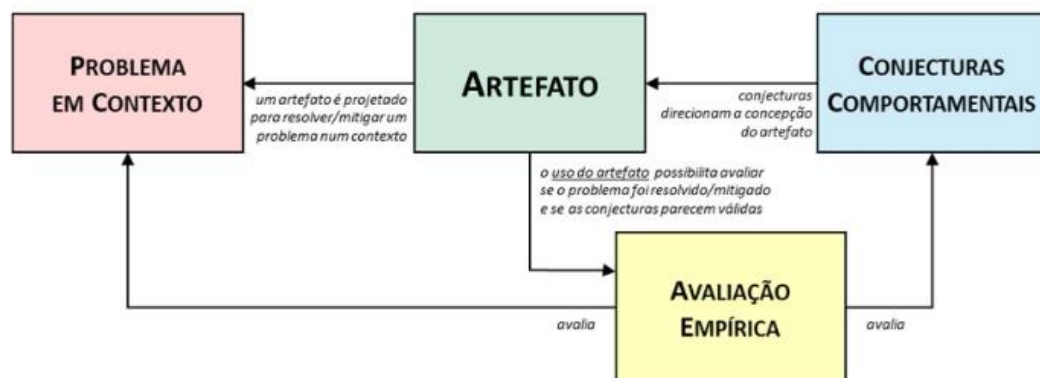 PROBLEMA
EM CONTEXTO
um artefato é projetado
para resolver/mitigar um
problema num contexto
ARTEFATO
conjecturas
direcionam a concepção
do artefato
CONJECTURAS
COMPORTAMENTAIS
o uso do artefato possibilita avaliar
se o problema foi resolvido/mitigado
e se as conjecturas parecem válidas
avalia
AVALIAÇÃO
EMPÍRICA
avalia